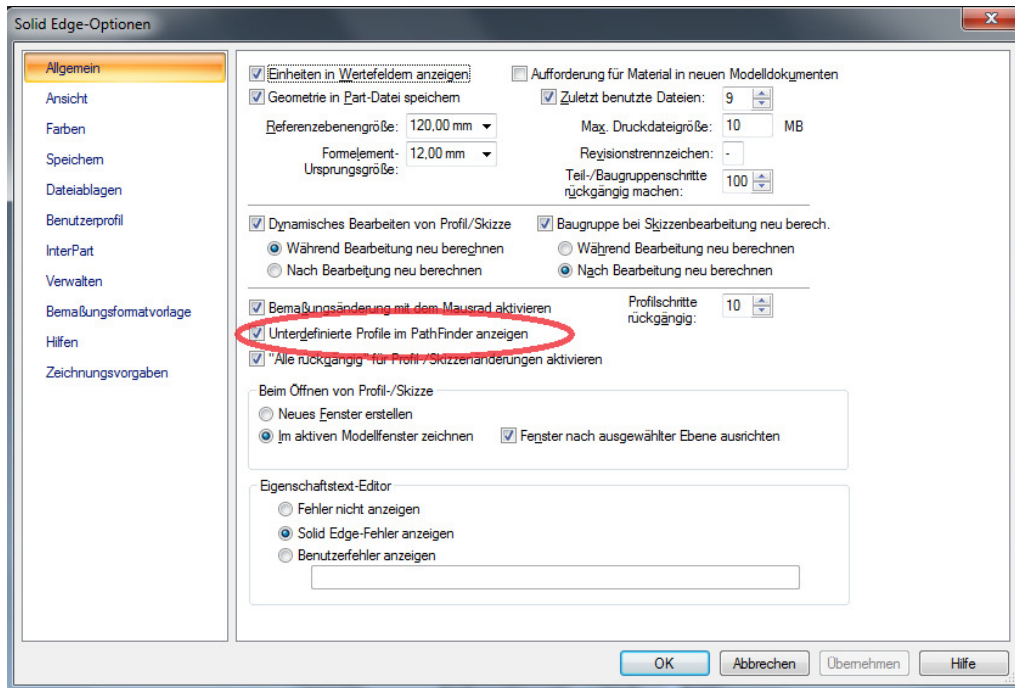 Solid Edge-Optionen
Allgemein
Ansicht
Farben
Speichern
Dateiablagen
Benutzerprofil
InterPart
Verwalten
Bemaßungsformatvorlage
Hilfen
Zeichnungsvorgaben
Einheiten in Wertefeldern anzeigen
Aufforderung für Material in neuen Modelldokumenten
Geometrie in Part-Datei speichern
Zuletzt benutzte Dateien: 9
Referenzebenengröße: 120,00 mm
Max. Druckdateigröße: 10 MB
Formelement-
Ursprungsgröße: 12,00 mm
Revisionstrennzeichen: -
Teil-/Baugruppenschritte
rückgängig machen: 100
Dynamisches Bearbeiten von Profil/Skizze
Baugruppe bei Skizzenbearbeitung neu berech.
Während Bearbeitung neu berechnen
Während Bearbeitung neu berechnen
Nach Bearbeitung neu berechnen
Nach Bearbeitung neu berechnen
Bemaßungsänderung mit dem Mausrad aktivieren
Profilschritte
rückgängig: 10
Unterdefinierte Profile im PathFinder anzeigen
"Alle rückgängig" für Profil-/Skizzenänderungen aktivieren
Beim Öffnen von Profil-/Skizze
Neues Fenster erstellen
Im aktiven Modellfenster zeichnen
Fenster nach ausgewählter Ebene ausrichten
Eigenschaftstext-Editor
Fehler nicht anzeigen
Solid Edge-Fehler anzeigen
Benutzerfehler anzeigen
OK
Abbrechen
Übernehmen
Hilfe